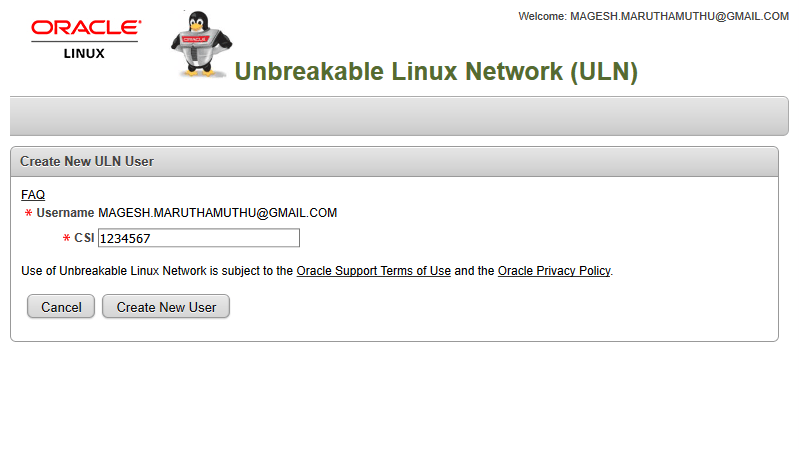 Welcome: MAGESH.MARUTHAMUTHU@GMAIL.COM
ORACLE®
LINUX
ORACLE
Unbreakable Linux Network (ULN)
Create New ULN User
FAQ
* Username MAGESH.MARUTHAMUTHU@GMAIL.COM
* CSI 1234567
Use of Unbreakable Linux Network is subject to the Oracle Support Terms of Use and the Oracle Privacy Policy.
Cancel Create New User